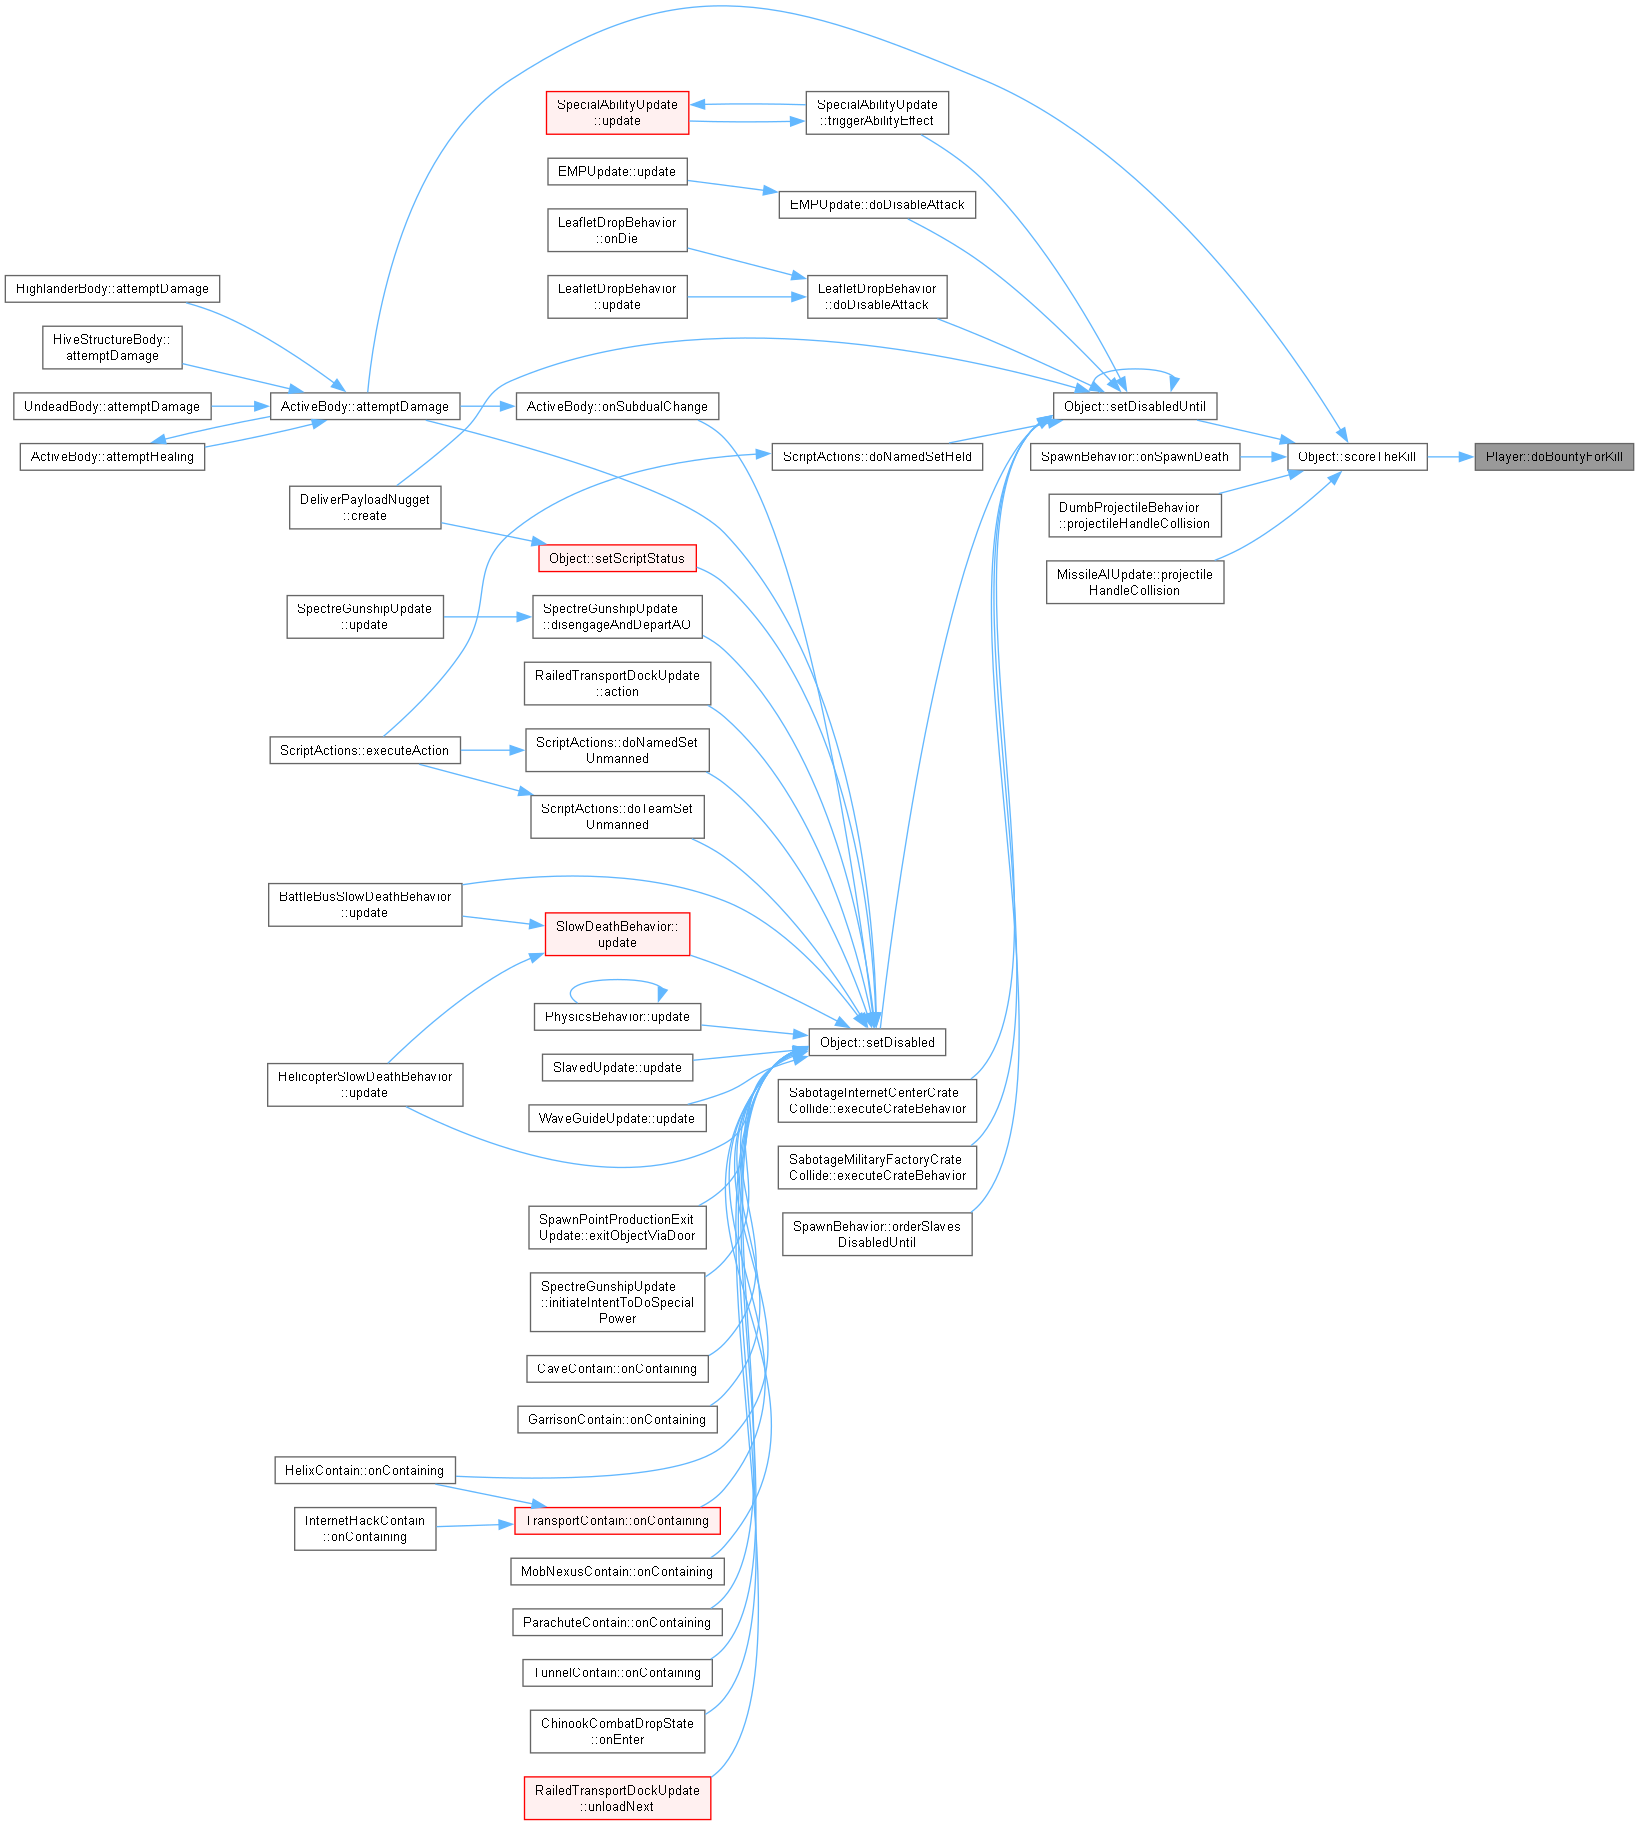 SpecialAbilityUpdate
::update
SpecialAbilityUpdate
::triggerAbilityEffect
EMPUpdate::update
EMPUpdate::doDisableAttack
LeafletDropBehavior
::onDie
LeafletDropBehavior
::update
LeafletDropBehavior
::doDisableAttack
HighlanderBody::attemptDamage
HiveStructureBody::
attemptDamage
UndeadBody::attemptDamage
ActiveBody::attemptDamage
ActiveBody::onSubdualChange
Object::setDisabledUntil
ActiveBody::attemptHealing
ScriptActions::doNamedSetHeld
SpawnBehavior::onSpawnDeath
Object::scoreTheKill
Player::doBountyForKill
DeliverPayloadNugget
::create
DumbProjectileBehavior
::projectileHandleCollision
Object::setScriptStatus
MissileAIUpdate::projectile
HandleCollision
SpectreGunshipUpdate
::update
SpectreGunshipUpdate
::disengageAndDepartAO
RailedTransportDockUpdate
::action
ScriptActions::executeAction
ScriptActions::doNamedSet
Unmanned
ScriptActions::doTeamSet
Unmanned
BattleBusSlowDeathBehavior
::update
SlowDeathBehavior::
update
PhysicsBehavior::update
Object::setDisabled
SlavedUpdate::update
HelicopterSlowDeathBehavior
::update
SabotageInternetCenterCrate
Collide::executeCrateBehavior
WaveGuideUpdate::update
SabotageMilitaryFactoryCrate
Collide::executeCrateBehavior
SpawnPointProductionExit
Update::exitObjectViaDoor
SpawnBehavior::orderSlaves
DisabledUntil
SpectreGunshipUpdate
::initiateIntentToDoSpecial
Power
CaveContain::onContaining
GarrisonContain::onContaining
HelixContain::onContaining
InternetHackContain
::onContaining
TransportContain::onContaining
MobNexusContain::onContaining
ParachuteContain::onContaining
TunnelContain::onContaining
ChinookCombatDropState
::onEnter
RailedTransportDockUpdate
::unloadNext